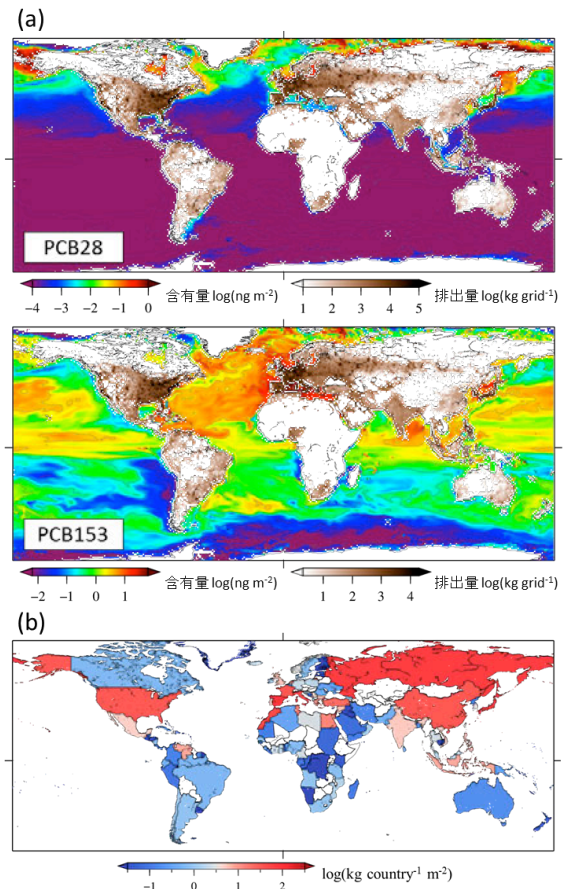 (a)
PCB28
−4 −3 −2 −1 0 含有量 log(ng m⁻²) 1 2 3 4 5 排出量 log(kg grid⁻¹)
PCB153
−2 −1 0 1 含有量 log(ng m⁻²) 1 2 3 4 排出量 log(kg grid⁻¹)
(b)
−1 0 1 2 log(kg country⁻¹ m⁻²)